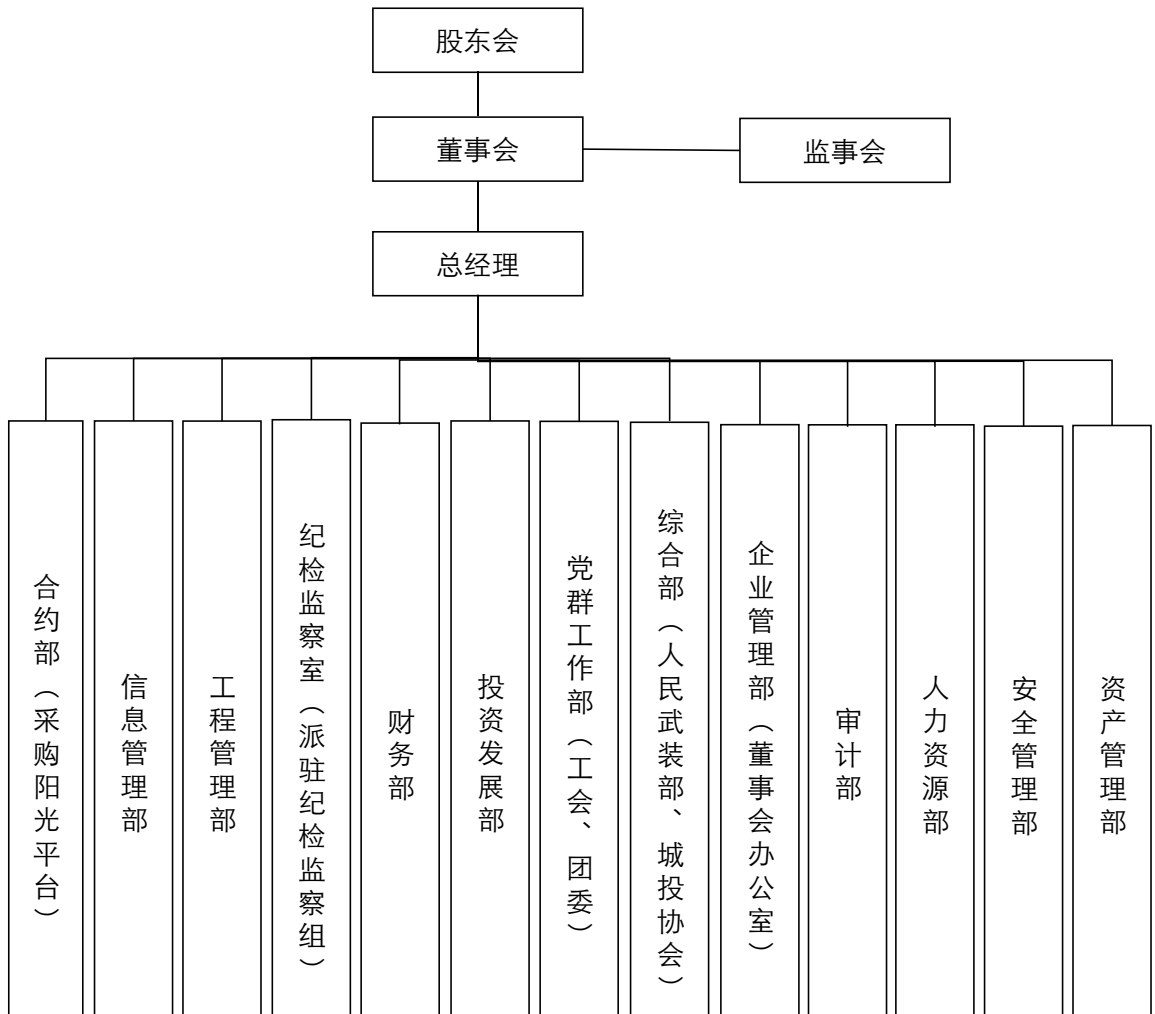 股东会
董事会
监事会
总经理
合约部（采购阳光平台）
信息管理部
工程管理部
纪检监察室（派驻纪检监察组）
财务部
投资发展部
党群工作部（工会、团委）
综合部（人民武装部、城投协会）
企业管理部（董事会办公室）
审计部
人力资源部
安全管理部
资产管理部